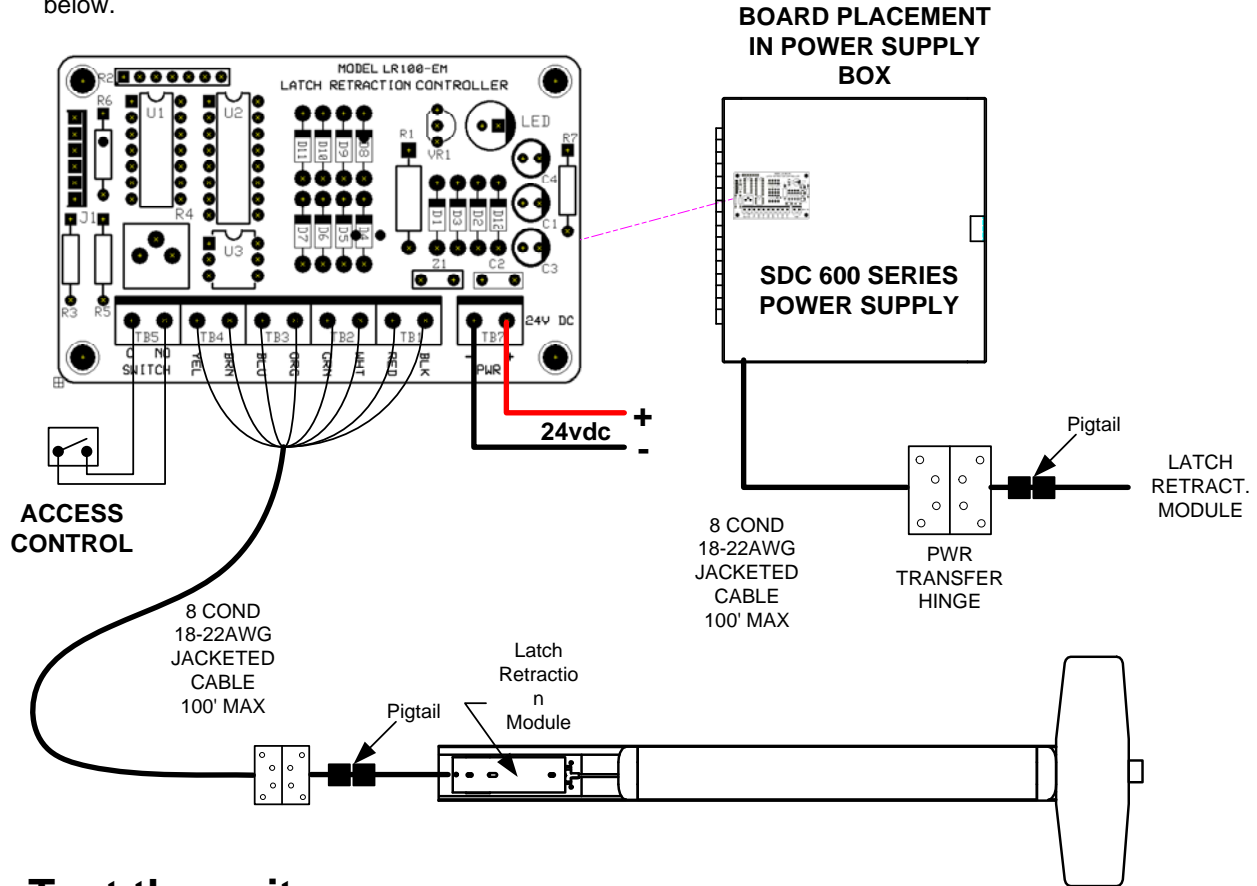 below.
BOARD PLACEMENT
IN POWER SUPPLY
BOX
MODEL LR100-EM
LATCH RETRACTION CONTROLLER
R2
R6
U1
U2
D11
D10
D9
D8
R1
VR1
LED
R7
C4
J1
R4
U3
D7
D6
D5
D4
D1
D3
D2
D12
C1
C3
Z1
C2
R3
R5
TB5
TB4
TB3
TB2
TB1
TB7
24V DC
C NO
SWITCH
YEL
BRN
BLU
ORG
GRN
WHT
RED
BLK
- +
PWR
SDC 600 SERIES
POWER SUPPLY
+
24vdc
-
ACCESS
CONTROL
Pigtail
LATCH
RETRACT.
MODULE
8 COND
18-22AWG
JACKETED
CABLE
100' MAX
PWR
TRANSFER
HINGE
8 COND
18-22AWG
JACKETED
CABLE
100' MAX
Pigtail
Latch
Retractio
n
Module